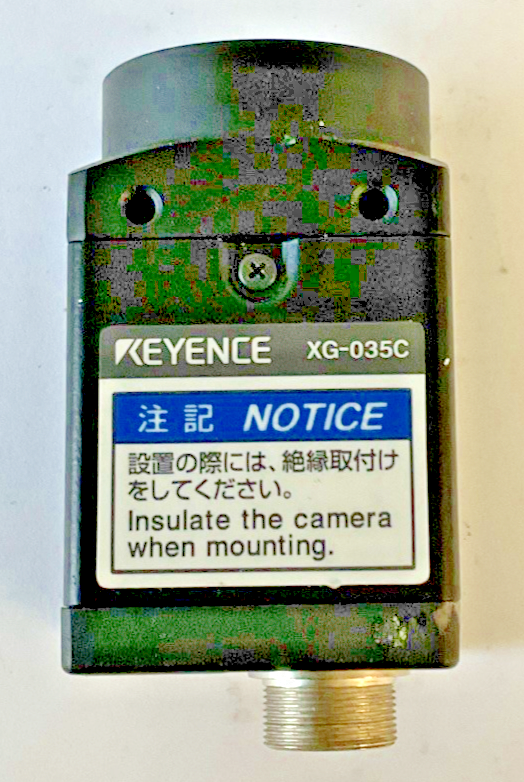 KEYENCE XG-035C
注記 NOTICE
設置の際には、絶縁取付け
をしてください。
Insulate the camera
when mounting.